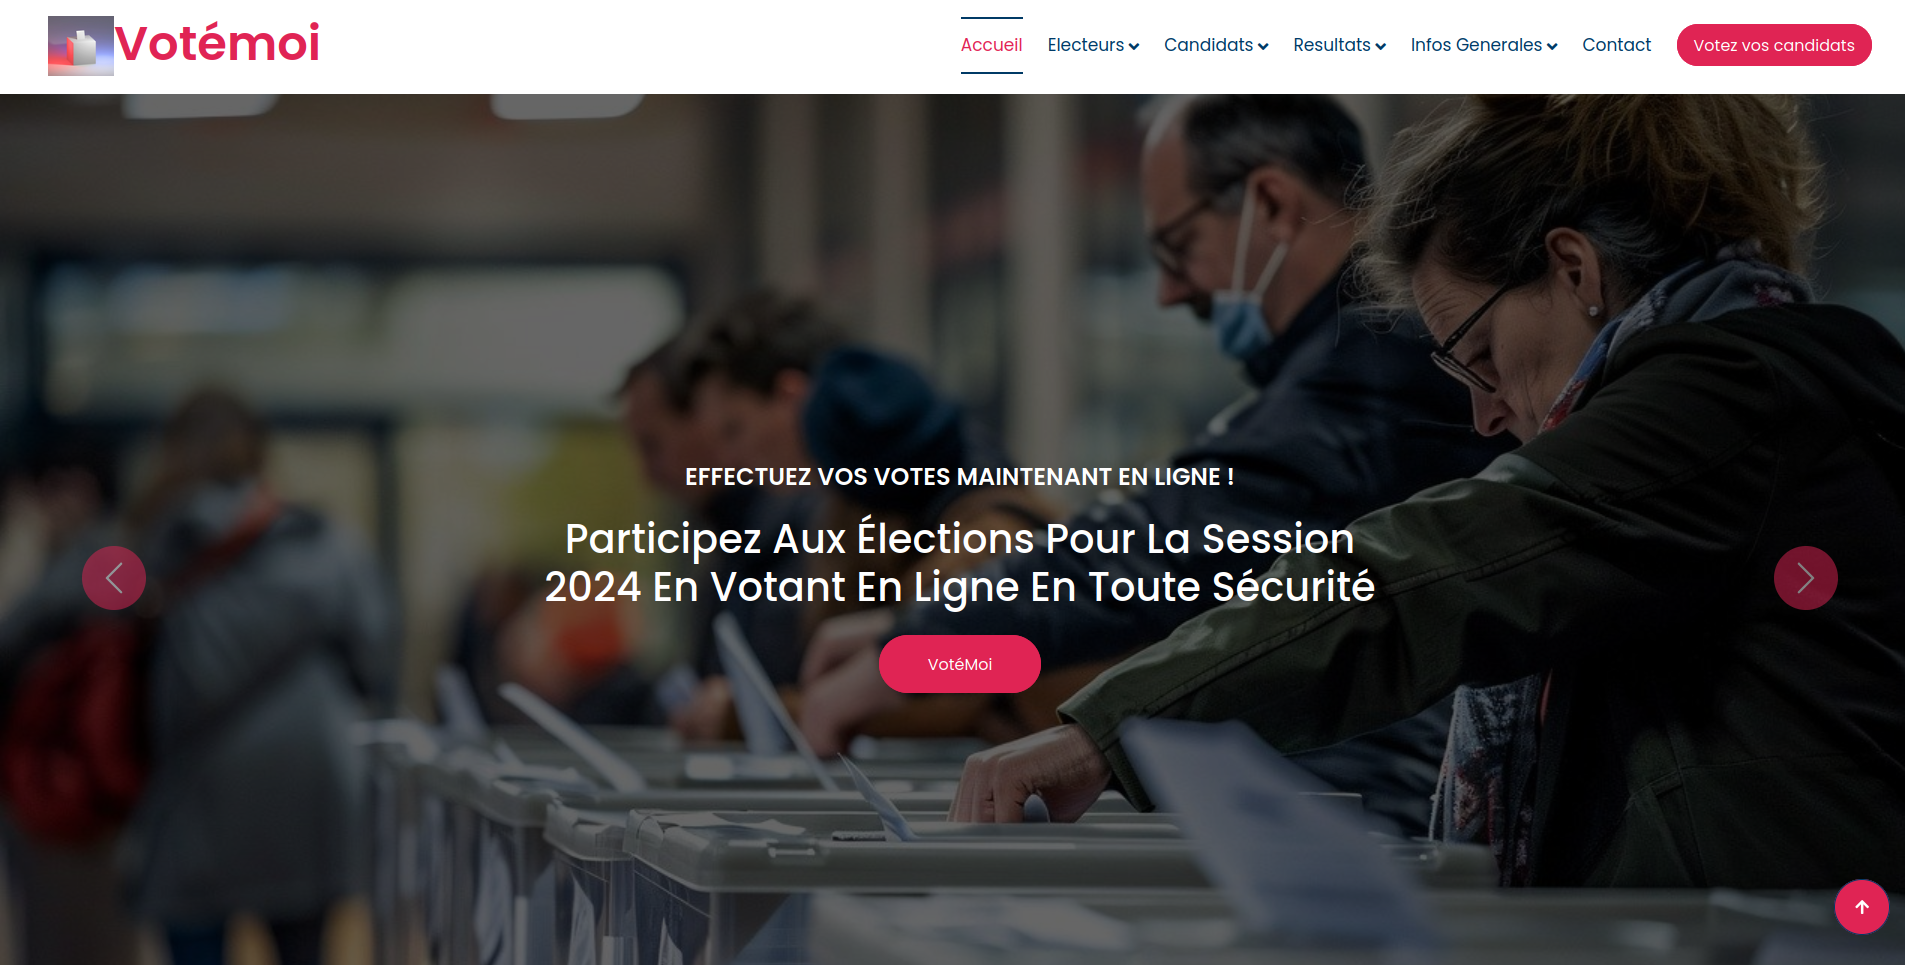 Votémoi
Accueil
Electeurs
Candidats
Resultats
Infos Generales
Contact
Votez vos candidats
EFFECTUEZ VOS VOTES MAINTENANT EN LIGNE !
Participez Aux Élections Pour La Session
2024 En Votant En Ligne En Toute Sécurité
VotéMoi